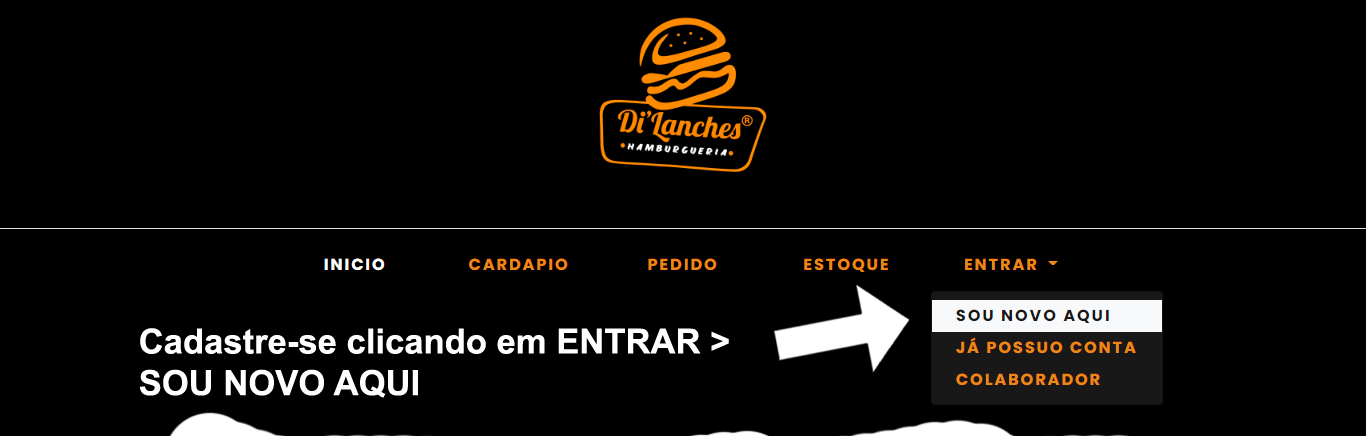 Di'Lanches®
•HAMBURGUERIA•
INICIO CARDAPIO PEDIDO ESTOQUE ENTRAR
SOU NOVO AQUI
JÁ POSSUO CONTA
COLABORADOR
Cadastre-se clicando em ENTRAR >
SOU NOVO AQUI